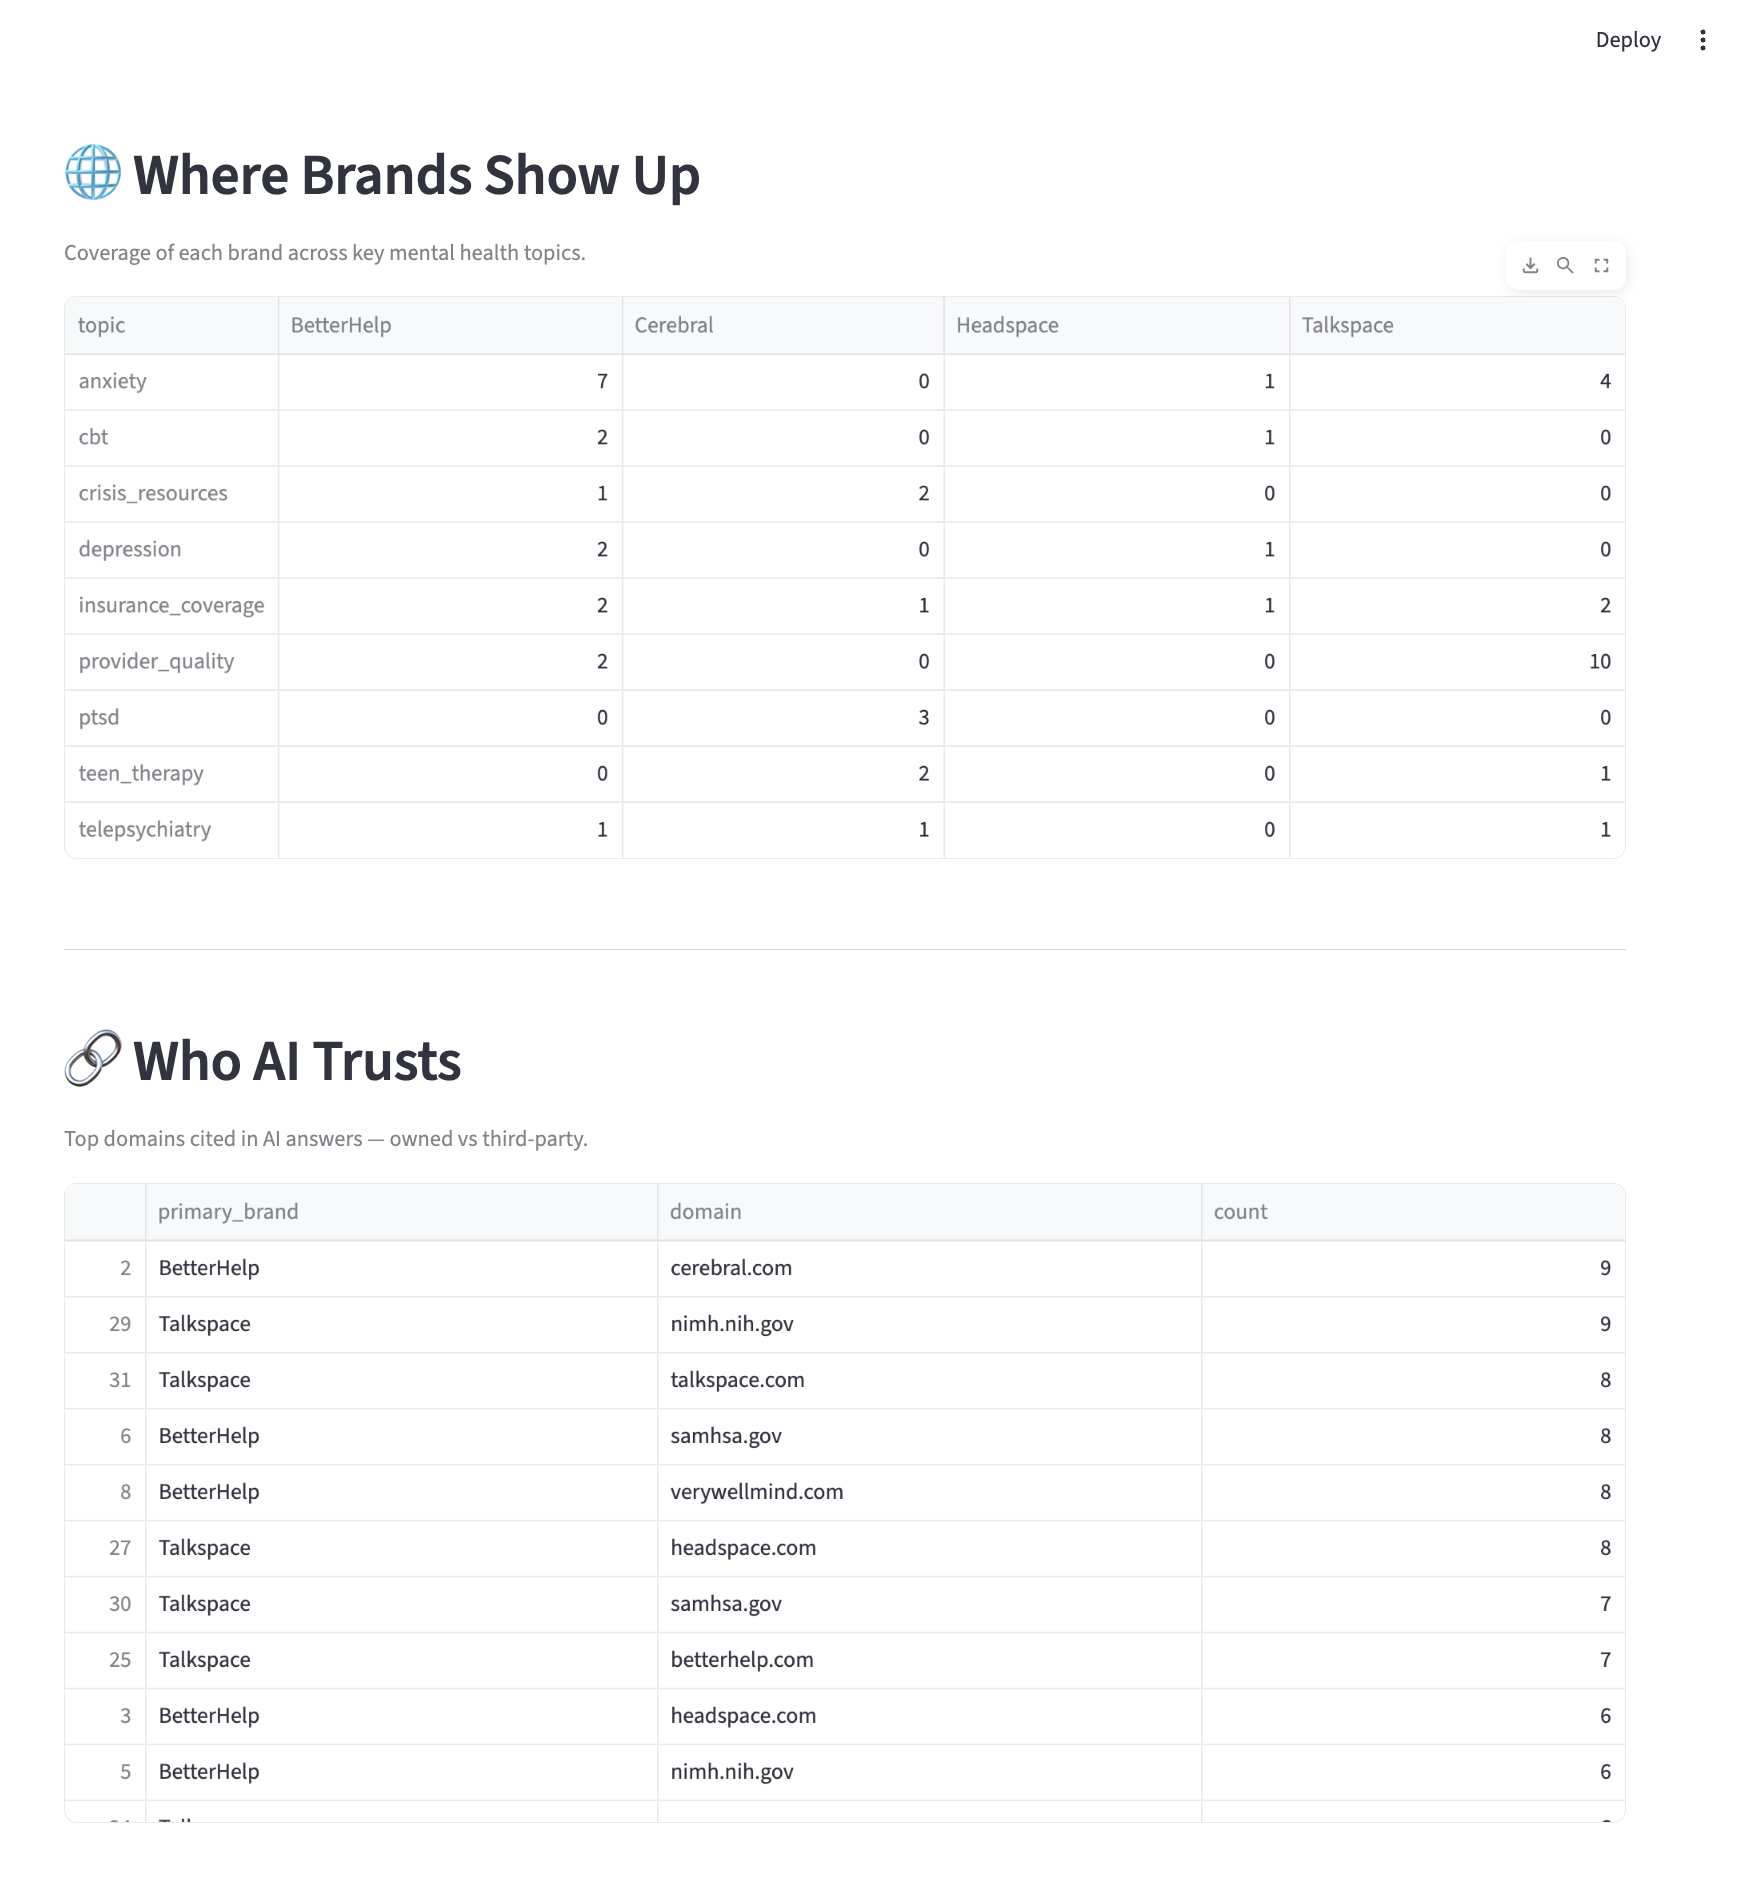 Deploy
Where Brands Show Up
Coverage of each brand across key mental health topics.
topic BetterHelp Cerebral Headspace Talkspace
anxiety 7 0 1 4
cbt 2 0 1 0
crisis_resources 1 2 0 0
depression 2 0 1 0
insurance_coverage 2 1 1 2
provider_quality 2 0 0 10
ptsd 0 3 0 0
teen_therapy 0 2 0 1
telepsychiatry 1 1 0 1
Who AI Trusts
Top domains cited in AI answers — owned vs third-party.
primary_brand domain count
2 BetterHelp cerebral.com 9
29 Talkspace nimh.nih.gov 9
31 Talkspace talkspace.com 8
6 BetterHelp samhsa.gov 8
8 BetterHelp verywellmind.com 8
27 Talkspace headspace.com 8
30 Talkspace samhsa.gov 7
25 Talkspace betterhelp.com 7
3 BetterHelp headspace.com 6
5 BetterHelp nimh.nih.gov 6